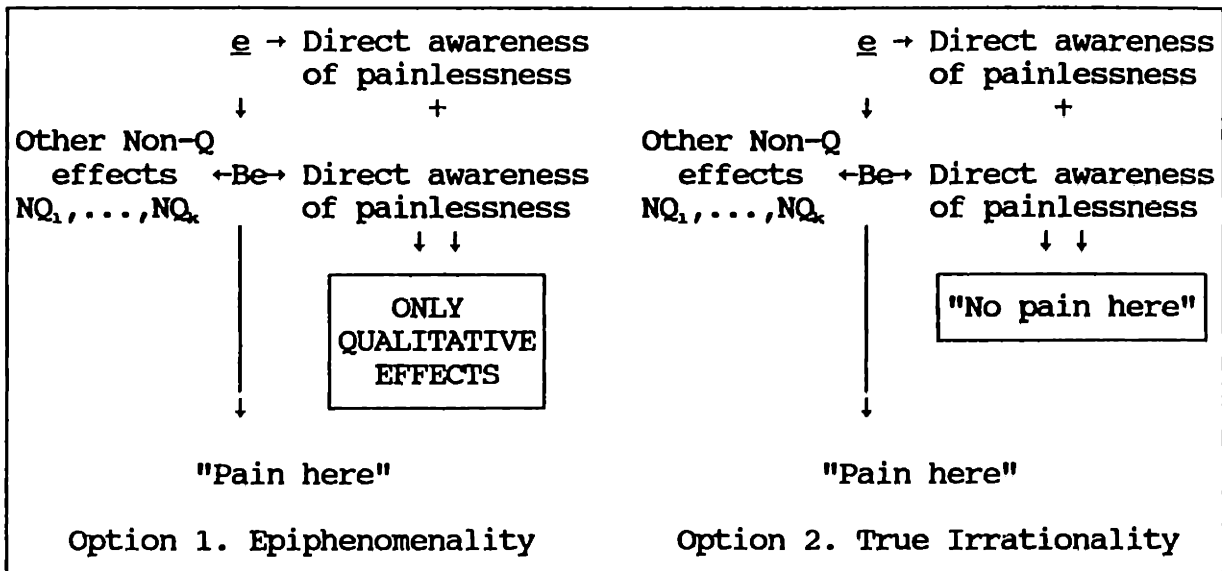 e → Direct awareness
of painlessness
↓ +
Other Non-Q
effects ←Be→ Direct awareness
NQ₁,...,NQₖ of painlessness
↓ ↓
ONLY
QUALITATIVE
EFFECTS
↓
"Pain here"
Option 1. Epiphenomenality
e → Direct awareness
of painlessness
↓ +
Other Non-Q
effects ←Be→ Direct awareness
NQ₁,...,NQₖ of painlessness
↓ ↓
"No pain here"
↓
"Pain here"
Option 2. True Irrationality